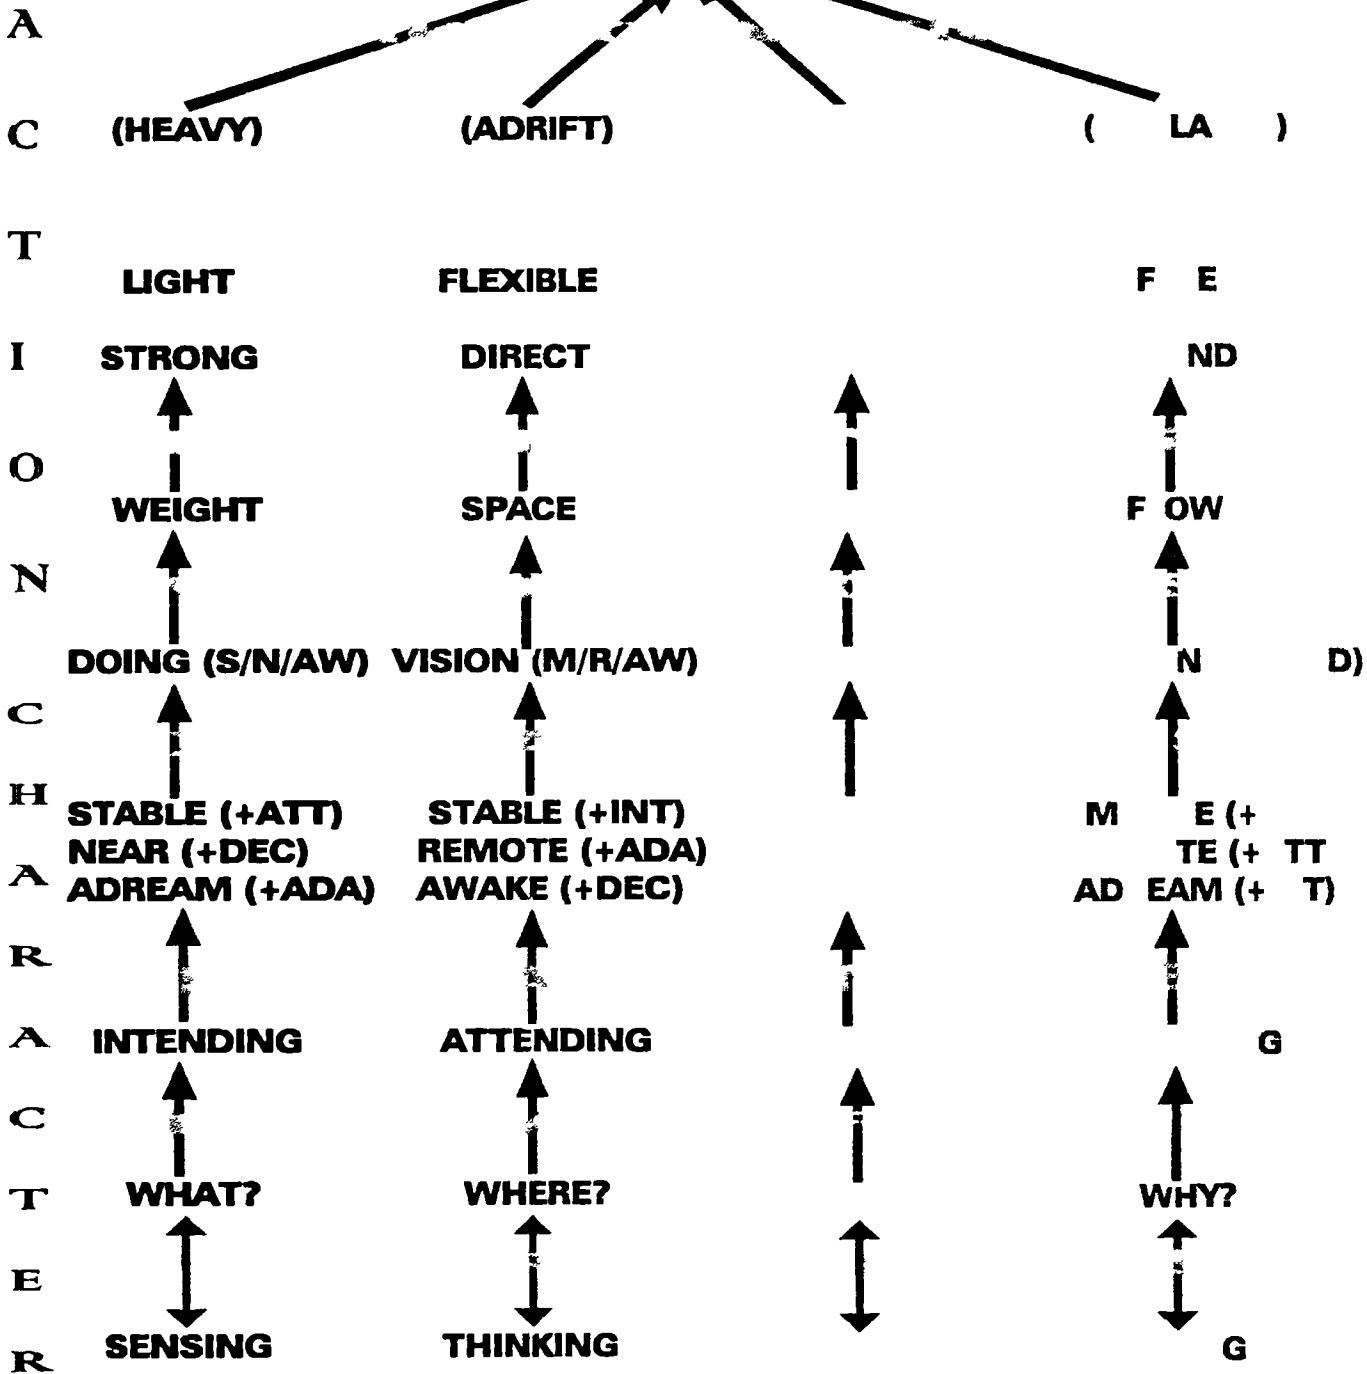 A
C (HEAVY) (ADRIFT) ( LA )
T
LIGHT FLEXIBLE F E
I STRONG DIRECT ND
O
WEIGHT SPACE F OW
N
DOING (S/N/AW) VISION (M/R/AW) N D)
C
H
STABLE (+ATT) STABLE (+INT) M E (+
NEAR (+DEC) REMOTE (+ADA) TE (+ TT
A ADREAM (+ADA) AWAKE (+DEC) AD EAM (+ T)
R
A INTENDING ATTENDING G
C
T WHAT? WHERE? WHY?
E
R SENSING THINKING G